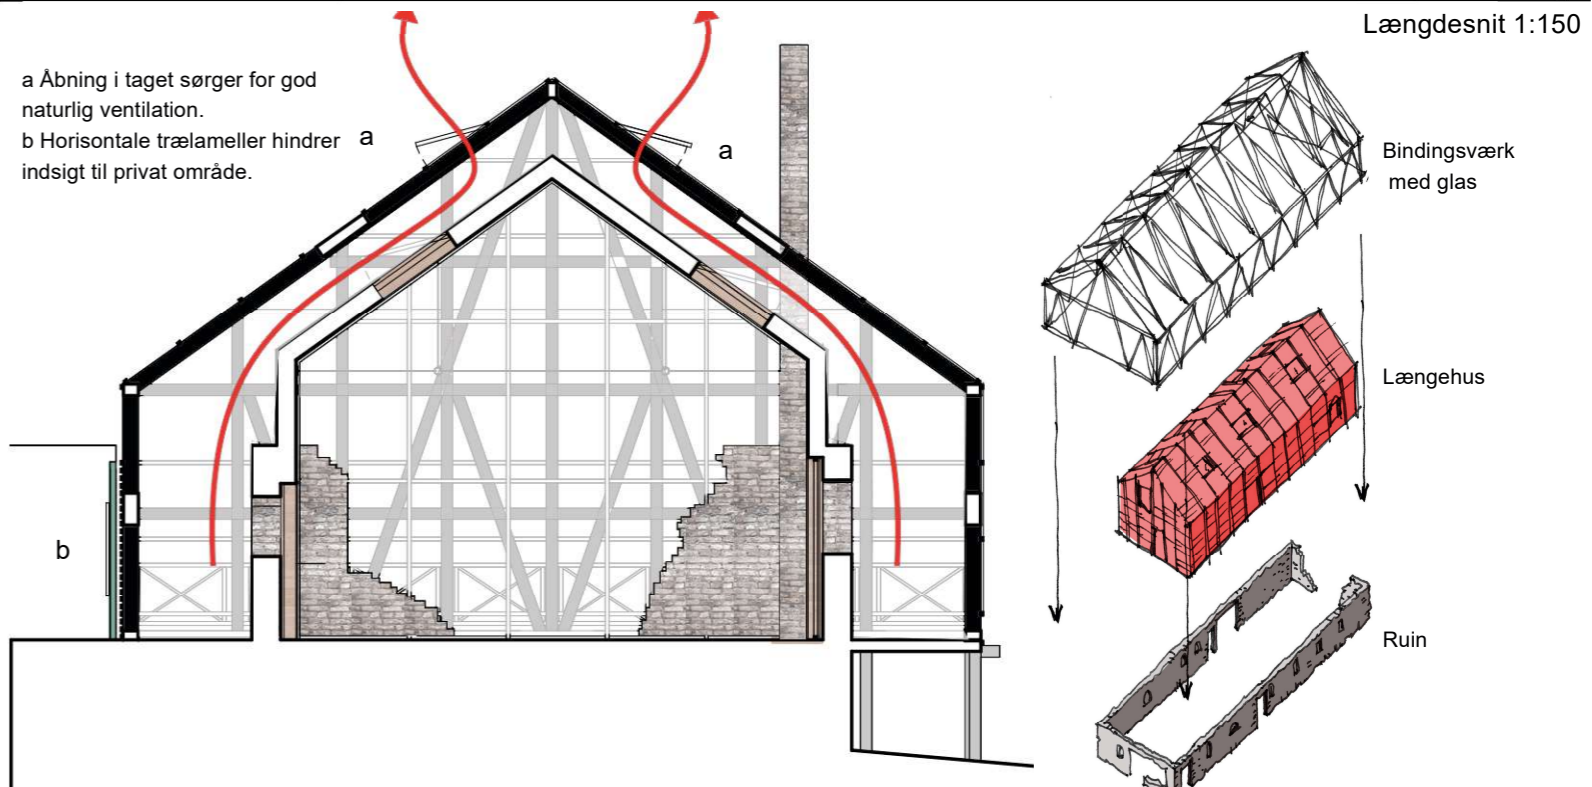 Længdesnit 1:150
a Åbning i taget sørger for god
naturlig ventilation.
b Horisontale trælameller hindrer
indsigt til privat område.
a
a
b
Bindingsværk
med glas
Længehus
Ruin